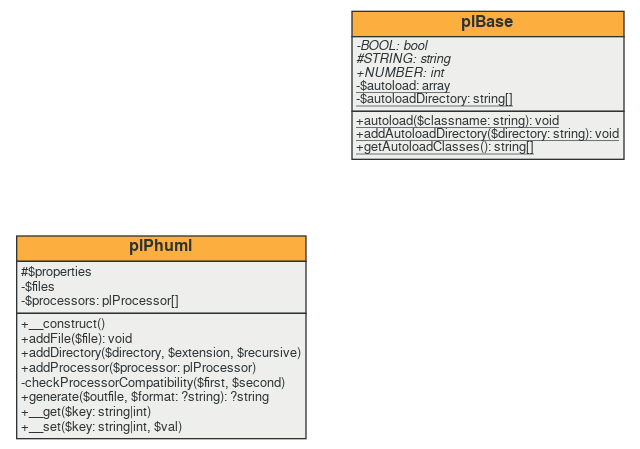 plBase
-BOOL: bool
#STRING: string
+NUMBER: int
-$autoload: array
-$autoloadDirectory: string[]
+autoload($classname: string): void
+addAutoloadDirectory($directory: string): void
+getAutoloadClasses(): string[]
plPhuml
#$properties
-$files
-$processors: plProcessor[]
+__construct()
+addFile($file): void
+addDirectory($directory, $extension, $recursive)
+addProcessor($processor: plProcessor)
-checkProcessorCompatibility($first, $second)
+generate($outfile, $format: ?string): ?string
+__get($key: string|int)
+__set($key: string|int, $val)